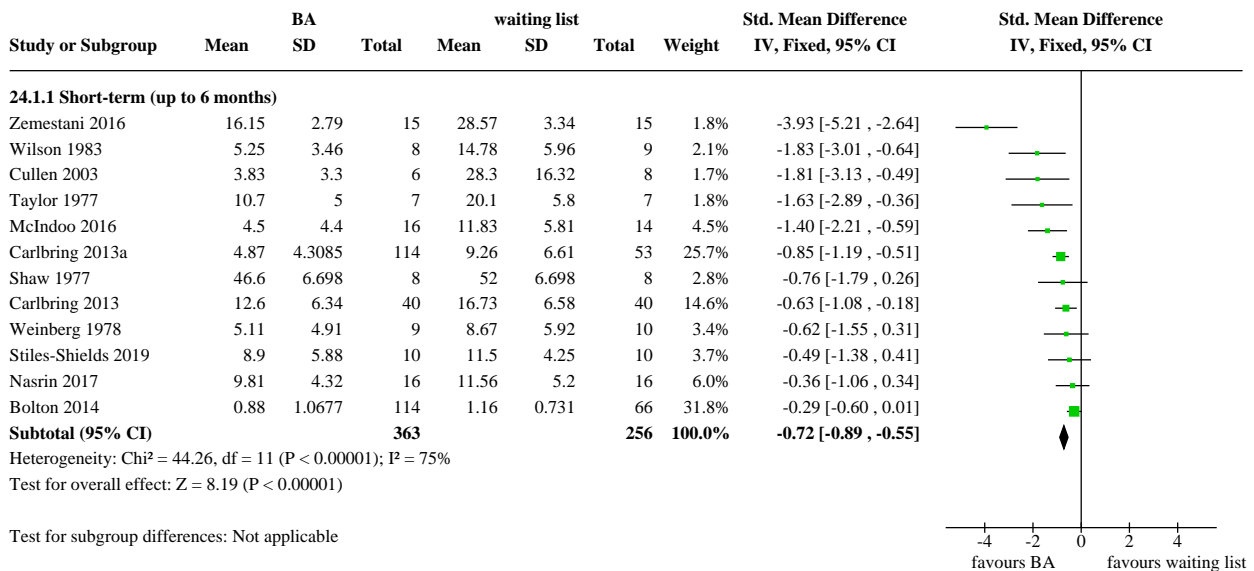 BA waiting list Std. Mean Difference Std. Mean Difference
Study or Subgroup Mean SD Total Mean SD Total Weight IV, Fixed, 95% CI IV, Fixed, 95% CI
24.1.1 Short-term (up to 6 months)
Zemestani 2016 16.15 2.79 15 28.57 3.34 15 1.8% -3.93 [-5.21 , -2.64]
Wilson 1983 5.25 3.46 8 14.78 5.96 9 2.1% -1.83 [-3.01 , -0.64]
Cullen 2003 3.83 3.3 6 28.3 16.32 8 1.7% -1.81 [-3.13 , -0.49]
Taylor 1977 10.7 5 7 20.1 5.8 7 1.8% -1.63 [-2.89 , -0.36]
McIndoo 2016 4.5 4.4 16 11.83 5.81 14 4.5% -1.40 [-2.21 , -0.59]
Carlbring 2013a 4.87 4.3085 114 9.26 6.61 53 25.7% -0.85 [-1.19 , -0.51]
Shaw 1977 46.6 6.698 8 52 6.698 8 2.8% -0.76 [-1.79 , 0.26]
Carlbring 2013 12.6 6.34 40 16.73 6.58 40 14.6% -0.63 [-1.08 , -0.18]
Weinberg 1978 5.11 4.91 9 8.67 5.92 10 3.4% -0.62 [-1.55 , 0.31]
Stiles-Shields 2019 8.9 5.88 10 11.5 4.25 10 3.7% -0.49 [-1.38 , 0.41]
Nasrin 2017 9.81 4.32 16 11.56 5.2 16 6.0% -0.36 [-1.06 , 0.34]
Bolton 2014 0.88 1.0677 114 1.16 0.731 66 31.8% -0.29 [-0.60 , 0.01]
Subtotal (95% CI) 363 256 100.0% -0.72 [-0.89 , -0.55]
Heterogeneity: Chi² = 44.26, df = 11 (P < 0.00001); I² = 75%
Test for overall effect: Z = 8.19 (P < 0.00001)
Test for subgroup differences: Not applicable
-4 -2 0 2 4
favours BA favours waiting list